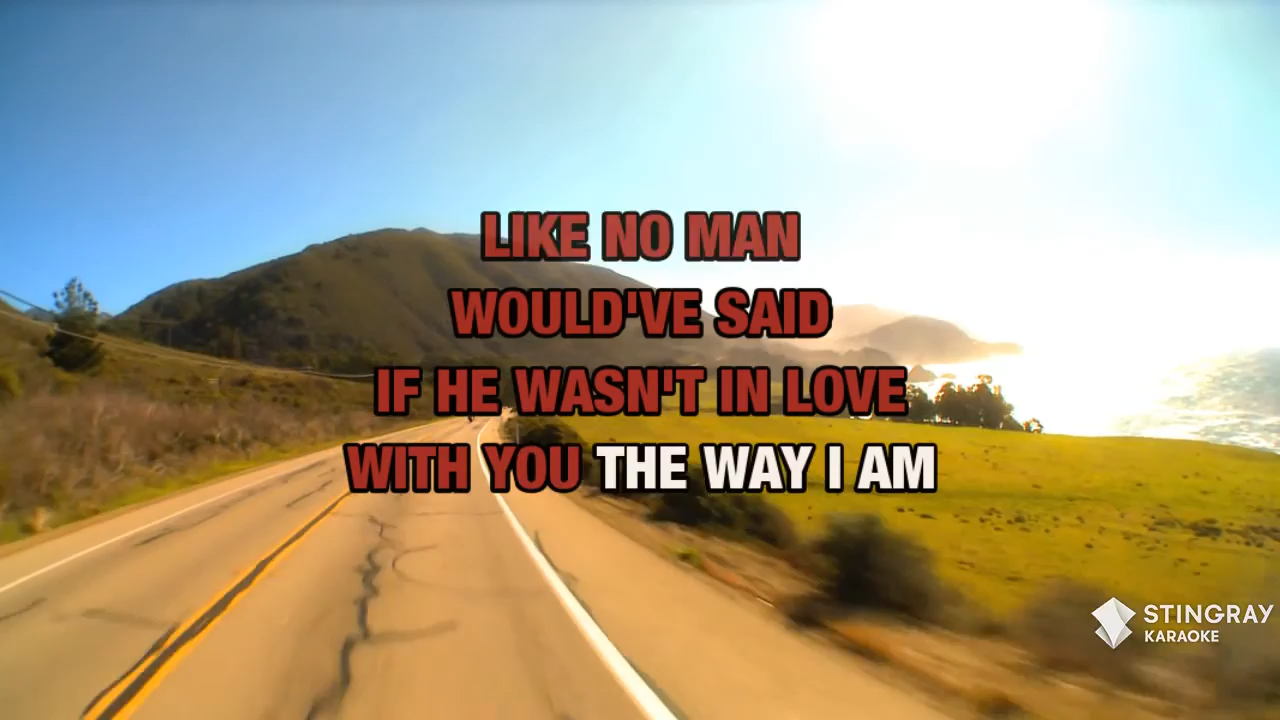 LIKE NO MAN
WOULD'VE SAID
IF HE WASN'T IN LOVE
WITH YOU THE WAY I AM
STINGRAY
KARAOKE